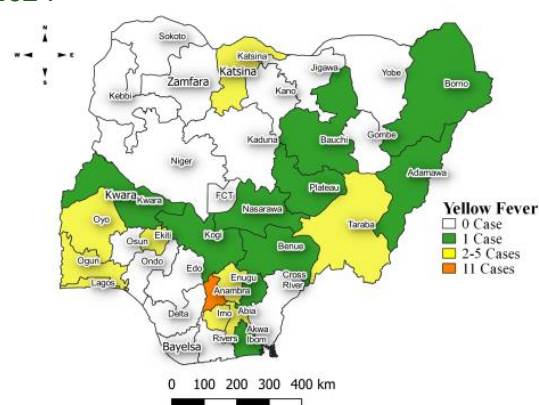 N
W E
S
Sokoto
Katsina
Katsina
Zamfara
Jigawa
Yobe
Borno
Kebbi
Kano
Kaduna
Bauchi
Gombe
Niger
Adamawa
Plateau
FCT
Kwara
Kwara
Nasarawa
Taraba
Oyo
Kogi
Benue
Osun
Ekiti
Ondo
Ogun
Edo
Enugu
Cross
River
Lagos
Anambra
Delta
Imo
Abia
Akwa
Ibom
Rivers
Bayelsa
Yellow Fever
0 Case
1 Case
2-5 Cases
11 Cases
0 100 200 300 400 km